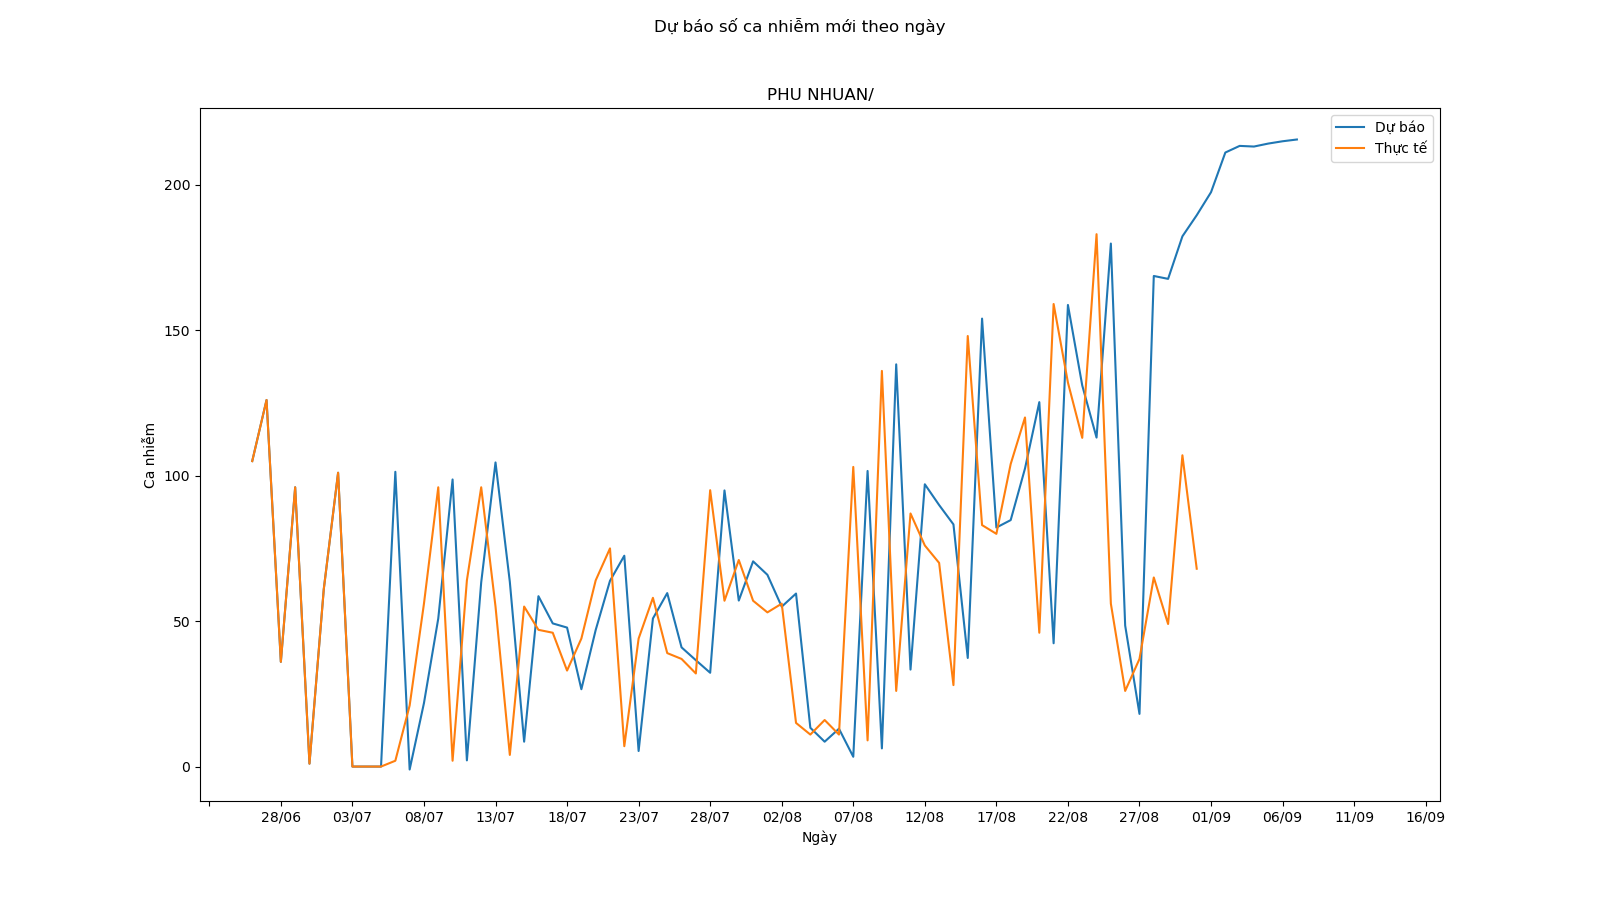 Dự báo số ca nhiễm mới theo ngày
PHU NHUAN/
Dự báo
Thực tế
200
150
100
50
0
Ca nhiễm
28/06 03/07 08/07 13/07 18/07 23/07 28/07 02/08 07/08 12/08 17/08 22/08 27/08 01/09 06/09 11/09 16/09
Ngày